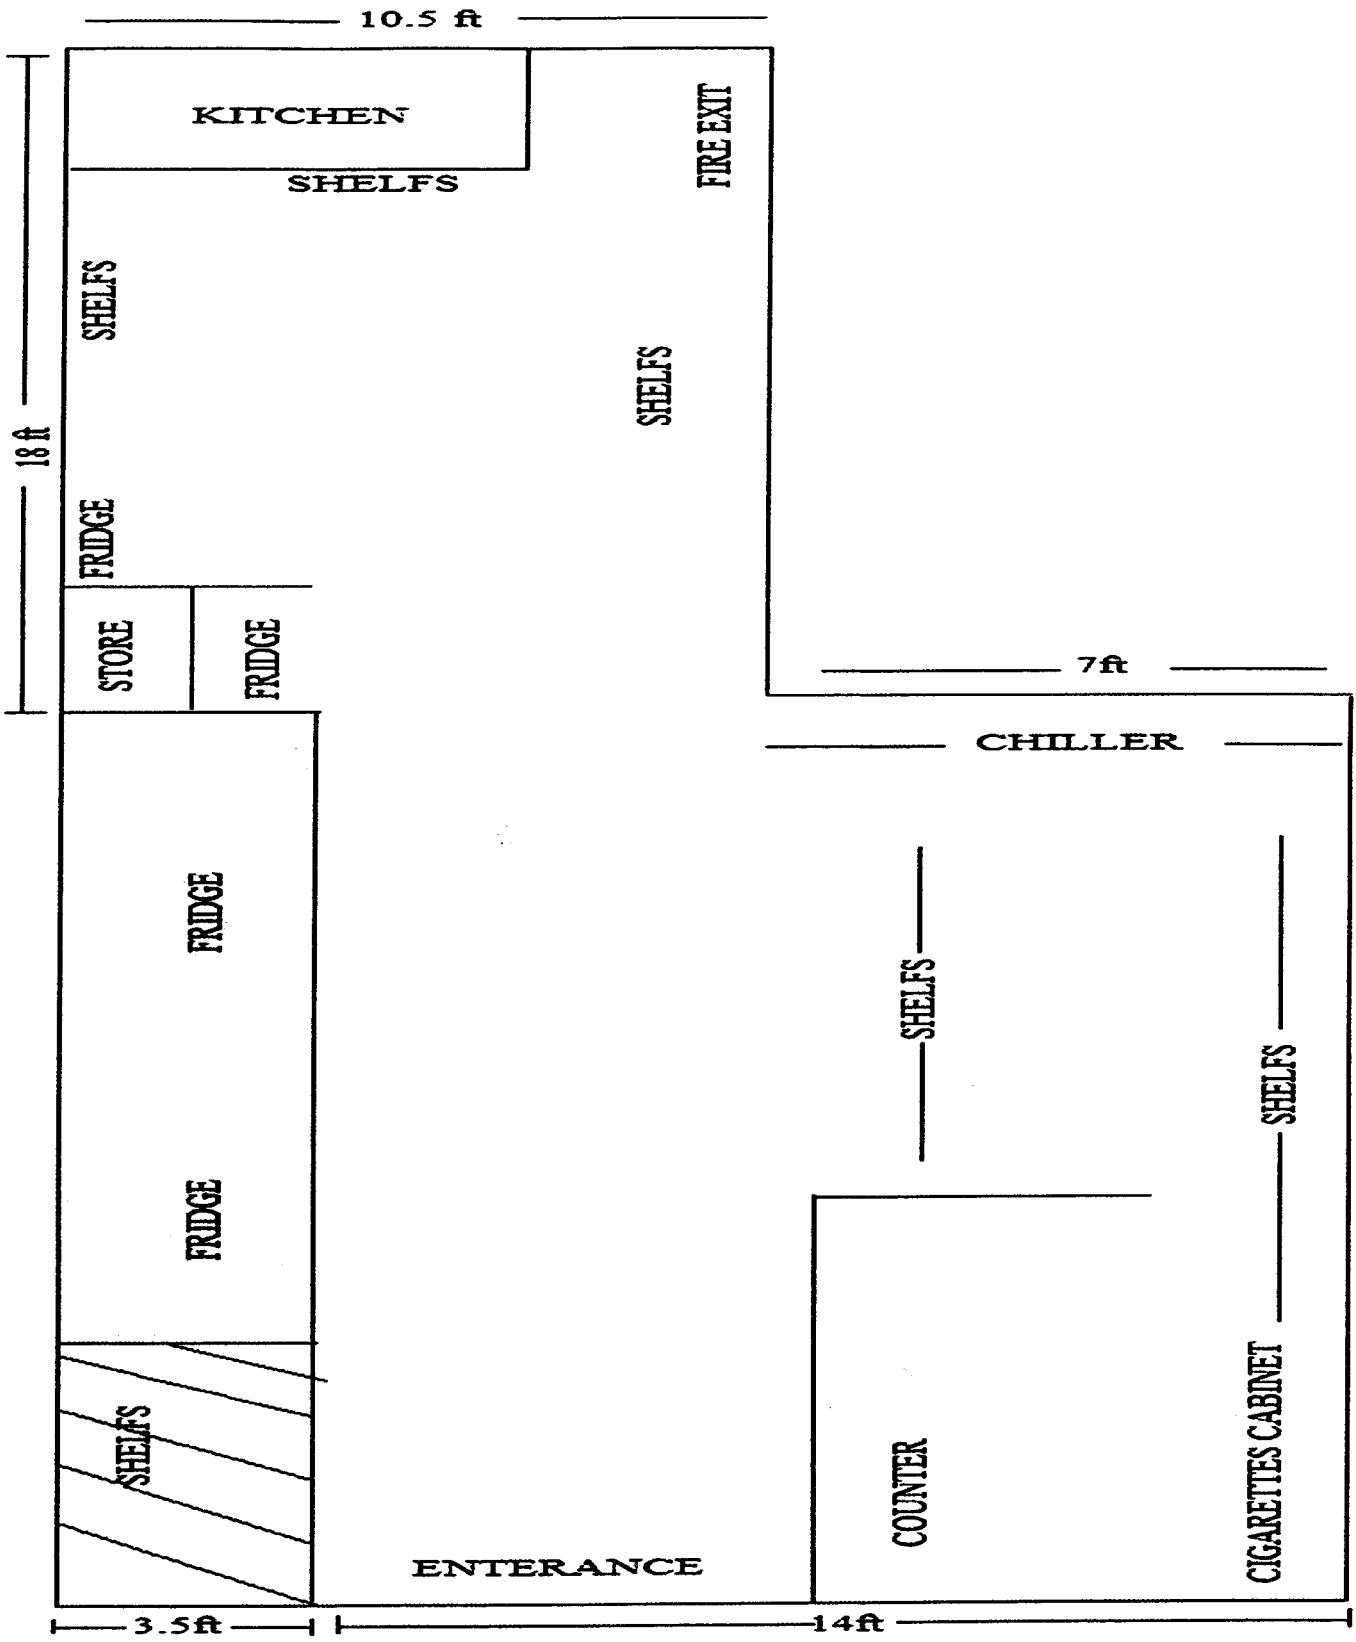 10.5 ft
KITCHEN
FIRE EXIT
SHELFS
SHELFS
SHELFS
18 ft
FRIDGE
STORE
FRIDGE
7ft
CHILLER
FRIDGE
SHELFS
SHELFS
FRIDGE
SHELFS
COUNTER
CIGARETTES CABINET
ENTERANCE
3.5ft
14ft